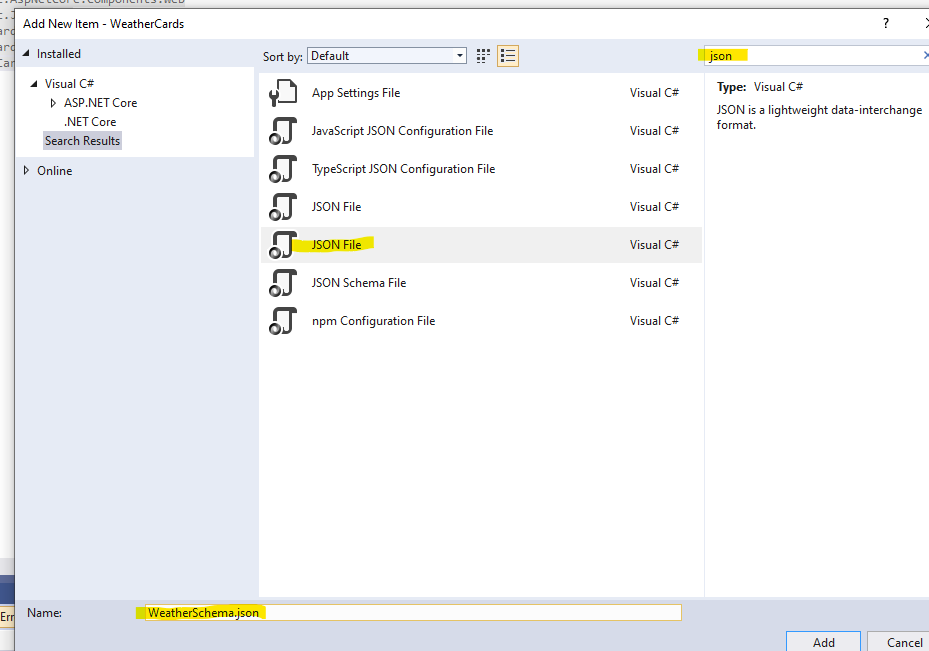 Add New Item - WeatherCards
?
Installed
Sort by: Default
json
Visual C#
ASP.NET Core
.NET Core
Search Results
Online
App Settings File Visual C#
JavaScript JSON Configuration File Visual C#
TypeScript JSON Configuration File Visual C#
JSON File Visual C#
JSON File Visual C#
JSON Schema File Visual C#
npm Configuration File Visual C#
Type: Visual C#
JSON is a lightweight data-interchange
format.
Err
Name: WeatherSchema.json
Add Cancel